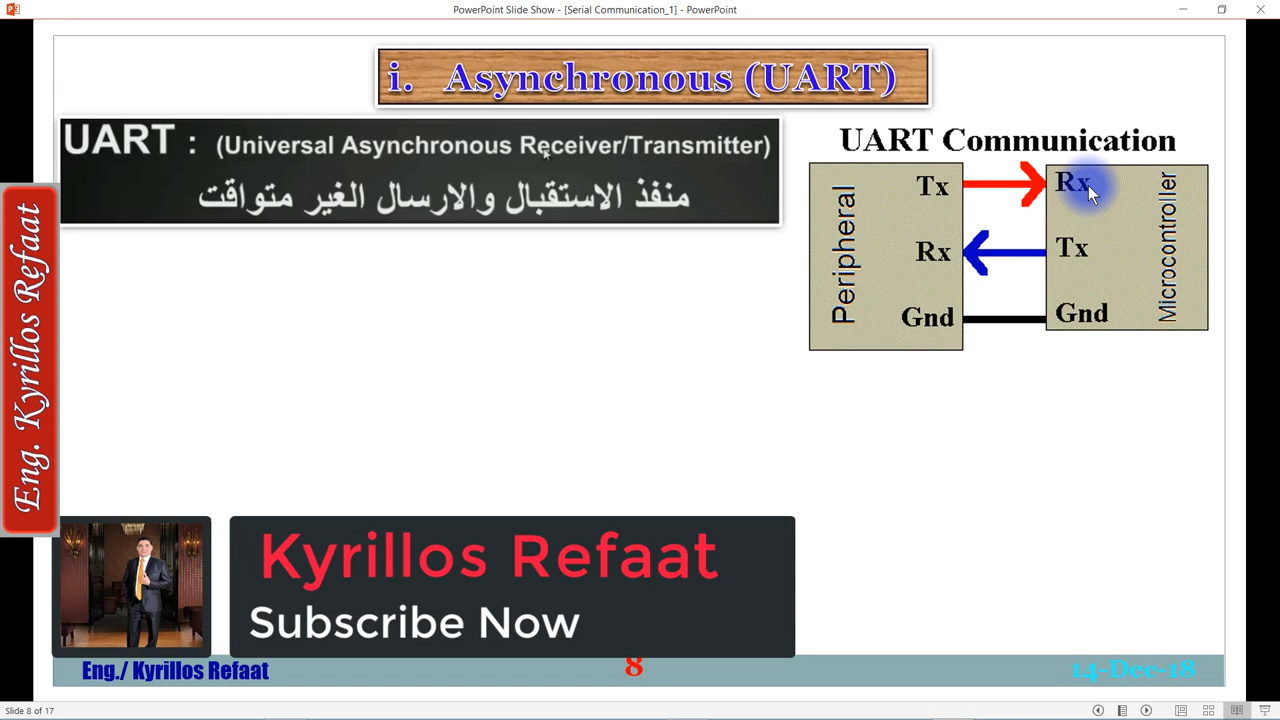 PowerPoint Slide Show - [Serial Communication_1] - PowerPoint
i. Asynchronous (UART)
UART : (Universal Asynchronous Receiver/Transmitter)
منفذ الاستقبال والارسال الغير متواقت
UART Communication
Peripheral
Tx
Rx
Gnd
Rx
Tx
Gnd
Microcontroller
Eng. Kyrillos Refaat
Kyrillos Refaat
Subscribe Now
Eng./ Kyrillos Refaat
8
14-Dec-18
Slide 8 of 17